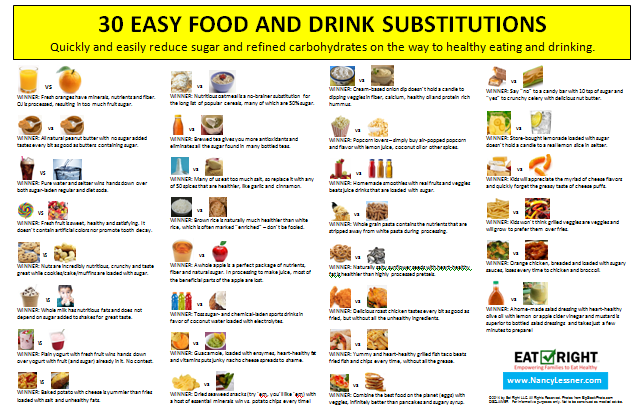 30 EASY FOOD AND DRINK SUBSTITUTIONS
Quickly and easily reduce sugar and refined carbohydrates on the way to healthy eating and drinking.
vs
WINNER: Fresh oranges have minerals, nutrients and fiber.
OJ is processed, resulting in too much fruit sugar.
vs
WINNER: All natural peanut butter with no sugar added
tastes every bit as good as butters containing sugar.
vs
WINNER: Pure water and seltzer wins hands down over
both sugar-laden regular and diet soda.
vs
WINNER: Fresh fruit is sweet, healthy and satisfying. It
doesn't contain artificial colors nor promote tooth decay.
vs
WINNER: Nuts are incredibly nutritious, crunchy and taste
great while cookies/cake/muffins are loaded with sugar.
vs
WINNER: Whole milk has nutritious fats and does not
depend on sugar added to shakes for great taste.
vs
WINNER: Plain yogurt with fresh fruit wins hands down
over yogurt with fruit (and sugar) already in it. No contest.
vs
WINNER: Baked potato with cheese is yummier than fries
loaded with salt and unhealthy fats.
vs
WINNER: Nutritious oatmeal is a no-brainer substitution for
the long list of popular cereals, many of which are 50% sugar.
vs
WINNER: Brewed tea gives you more antioxidants and
eliminates all the sugar found in many bottled teas.
vs
WINNER: Many of us eat too much salt, so replace it with any
of 50 spices that are healthier, like garlic and cinnamon.
vs
WINNER: Brown rice is naturally much healthier than white
rice, which is often marked "enriched" – don't be fooled.
vs
WINNER: A whole apple is a perfect package of nutrients,
fiber and natural sugar. In processing to make juice, most of
the beneficial parts of the apple are lost.
vs
WINNER: Toss sugar- and chemical-laden sports drinks in
favor of coconut water loaded with electrolytes.
vs
WINNER: Guacamole, loaded with enzymes, heart-healthy fat
and vitamins puts junky nacho cheese spread to shame.
vs
WINNER: Dried seaweed snacks (try it, you'll like it) with
a host of essential minerals win vs. potato chips every time!
vs
WINNER: Cream-based onion dip doesn't hold a candle to
dipping veggies in fiber, calcium, healthy oil and protein rich
hummus.
vs
WINNER: Popcorn lovers – simply buy air-popped popcorn
and flavor with lemon juice, coconut oil or other spices.
vs
WINNER: Homemade smoothies with real fruits and veggies
beats juice drinks that are loaded with sugar.
vs
WINNER: Whole grain pasta contains the nutrients that are
stripped away from white pasta during processing.
vs
WINNER: Naturally
healthier than highly processed pretzels.
vs
WINNER: Delicious roast chicken tastes every bit as good as
fried, but without all the unhealthy ingredients.
vs
WINNER: Yummy and heart-healthy grilled fish taco beats
fried fish and chips every time, without all the grease.
vs
WINNER: Combine the best food on the planet (eggs) with
veggies, infinitely better than pancakes and sugary syrup.
vs
WINNER: Say "no" to a candy bar with 10 tsp of sugar and
"yes" to crunchy celery with delicious nut butter.
vs
WINNER: Store-bought lemonade loaded with sugar
doesn't hold a candle to a real lemon slice in seltzer.
vs
WINNER: Kids will appreciate the myriad of cheese flavors
and quickly forget the greasy taste of cheese puffs.
vs
WINNER: Kids won't think grilled veggies are veggies and
will grow to prefer them over fries.
vs
WINNER: Orange chicken, breaded and loaded with sugary
sauces, loses every time to chicken and broccoli.
vs
WINNER: A home-made salad dressing with heart-healthy
olive oil with lemon or apple cider vinegar and mustard is
superior to bottled salad dressings and takes just a few
minutes to prepare!
EAT RIGHT
Empowering Families to Eat Healthy
www.NancyLessner.com